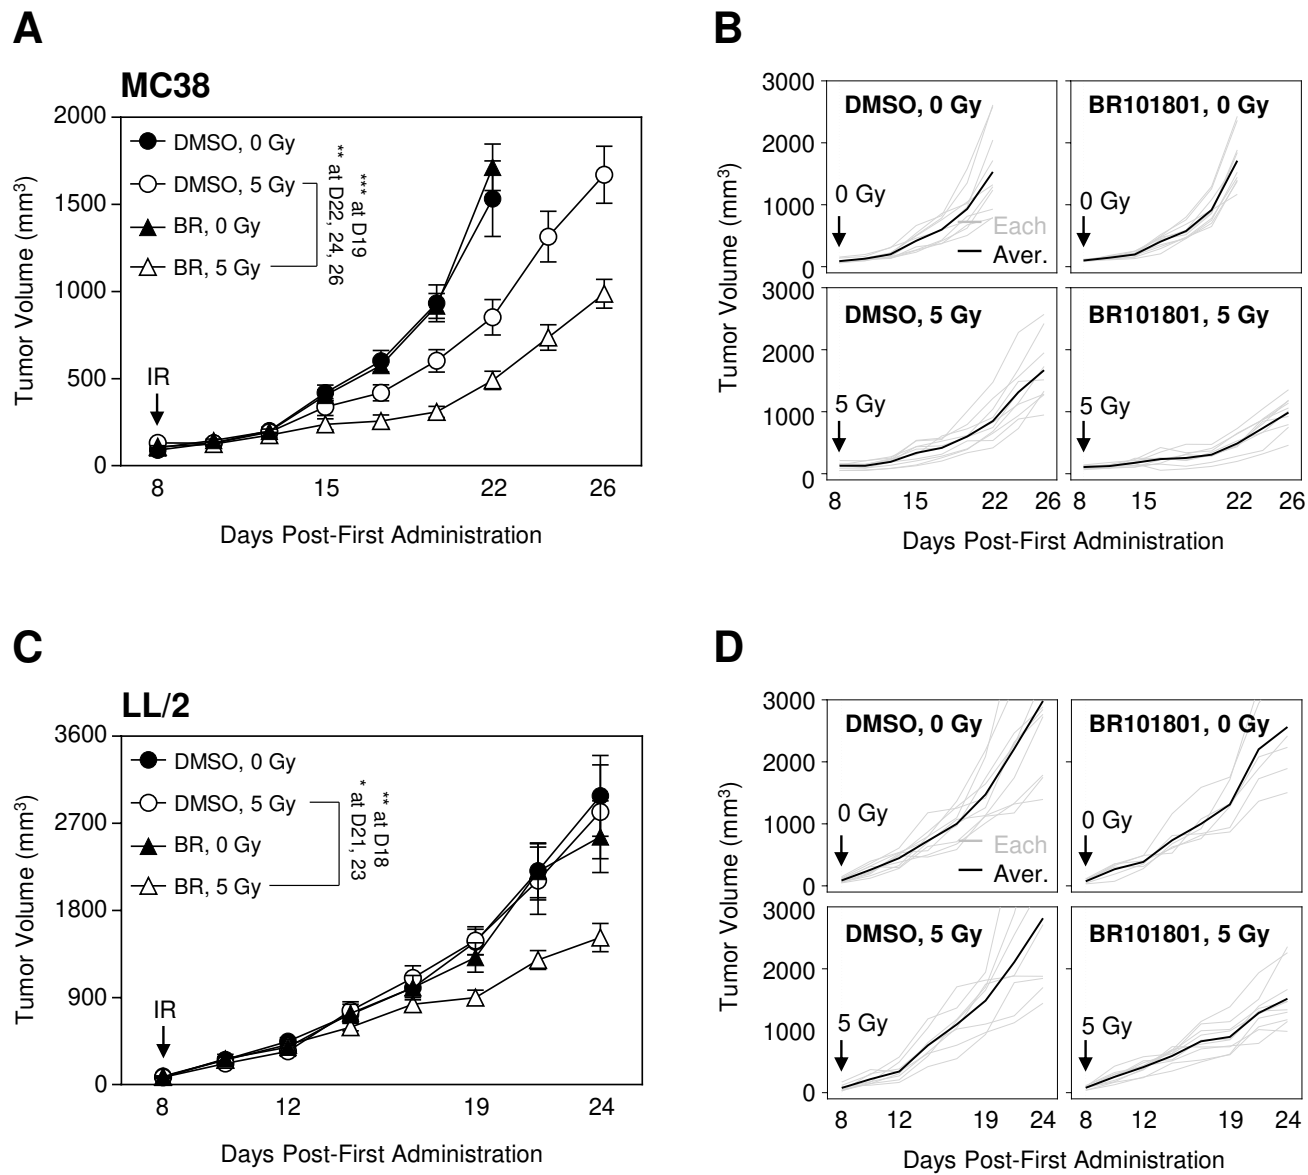 A
MC38
2000
1500
1000
500
0
Tumor Volume (mm³)
DMSO, 0 Gy
DMSO, 5 Gy
BR, 0 Gy
BR, 5 Gy
*** at D19
** at D22, 24, 26
IR
8
15
22
26
Days Post-First Administration
B
3000
2000
1000
0
3000
2000
1000
0
Tumor Volume (mm³)
DMSO, 0 Gy
0 Gy
Each
Aver.
BR101801, 0 Gy
0 Gy
DMSO, 5 Gy
5 Gy
BR101801, 5 Gy
5 Gy
8
15
22
26
8
15
22
26
Days Post-First Administration
C
LL/2
3600
2700
1800
900
0
Tumor Volume (mm³)
DMSO, 0 Gy
DMSO, 5 Gy
BR, 0 Gy
BR, 5 Gy
** at D18
* at D21, 23
IR
8
12
19
24
Days Post-First Administration
D
3000
2000
1000
0
3000
2000
1000
0
Tumor Volume (mm³)
DMSO, 0 Gy
0 Gy
Each
Aver.
BR101801, 0 Gy
0 Gy
DMSO, 5 Gy
5 Gy
BR101801, 5 Gy
5 Gy
8
12
19
24
8
12
19
24
Days Post-First Administration